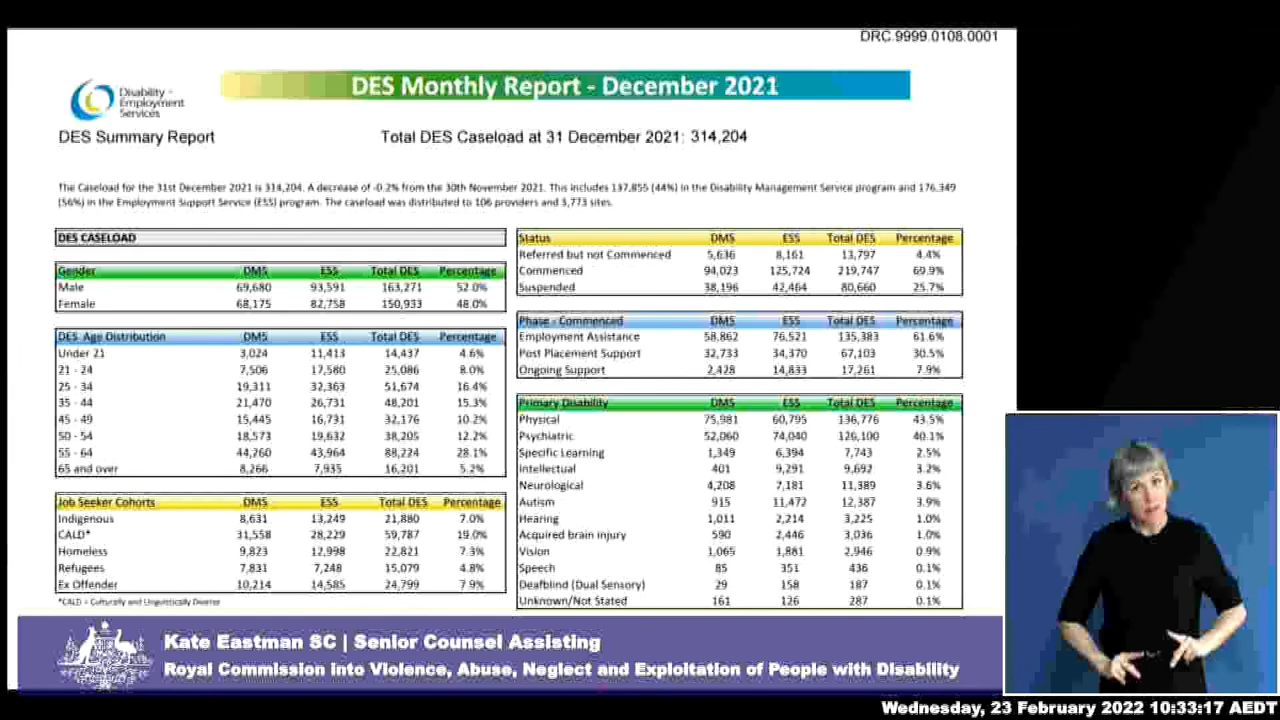 DRC.9999.0108.0001
Disability
Employment
Services
DES Monthly Report - December 2021
DES Summary Report
Total DES Caseload at 31 December 2021: 314,204
The Caseload for the 31st December 2021 is 314,204. A decrease of -0.2% from the 30th November 2021. This includes 137,855 (44%) in the Disability Management Service program and 176,349
(56%) in the Employment Support Service (ESS) program. The caseload was distributed to 106 providers and 3,773 sites.
DES CASELOAD
Gender DMS ESS Total DES Percentage
Male 69,680 93,591 163,271 52.0%
Female 68,175 82,758 150,933 48.0%
DES Age Distribution DMS ESS Total DES Percentage
Under 21 3,024 11,413 14,437 4.6%
21 - 24 7,506 17,580 25,086 8.0%
25 - 34 19,311 32,363 51,674 16.4%
35 - 44 21,470 26,731 48,201 15.3%
45 - 49 15,445 16,731 32,176 10.2%
50 - 54 18,573 19,632 38,205 12.2%
55 - 64 44,260 43,964 88,224 28.1%
65 and over 8,266 7,935 16,201 5.2%
Job Seeker Cohorts DMS ESS Total DES Percentage
Indigenous 8,631 13,249 21,880 7.0%
CALD* 31,558 28,229 59,787 19.0%
Homeless 9,823 12,998 22,821 7.3%
Refugees 7,831 7,248 15,079 4.8%
Ex Offender 10,214 14,585 24,799 7.9%
*CALD = Culturally and Linguistically Diverse
Status DMS ESS Total DES Percentage
Referred but not Commenced 5,636 8,161 13,797 4.4%
Commenced 94,023 125,724 219,747 69.9%
Suspended 38,196 42,464 80,660 25.7%
Phase - Commenced DMS ESS Total DES Percentage
Employment Assistance 58,862 76,521 135,383 61.6%
Post Placement Support 32,733 34,370 67,103 30.5%
Ongoing Support 2,428 14,833 17,261 7.9%
Primary Disability DMS ESS Total DES Percentage
Physical 75,981 60,795 136,776 43.5%
Psychiatric 52,060 74,040 126,100 40.1%
Specific Learning 1,349 6,394 7,743 2.5%
Intellectual 401 9,291 9,692 3.2%
Neurological 4,208 7,181 11,389 3.6%
Autism 915 11,472 12,387 3.9%
Hearing 1,011 2,214 3,225 1.0%
Acquired brain injury 590 2,446 3,036 1.0%
Vision 1,065 1,881 2,946 0.9%
Speech 85 351 436 0.1%
Deafblind (Dual Sensory) 29 158 187 0.1%
Unknown/Not Stated 161 126 287 0.1%
Kate Eastman SC | Senior Counsel Assisting
Royal Commission into Violence, Abuse, Neglect and Exploitation of People with Disability
Wednesday, 23 February 2022 10:33:17 AEDT